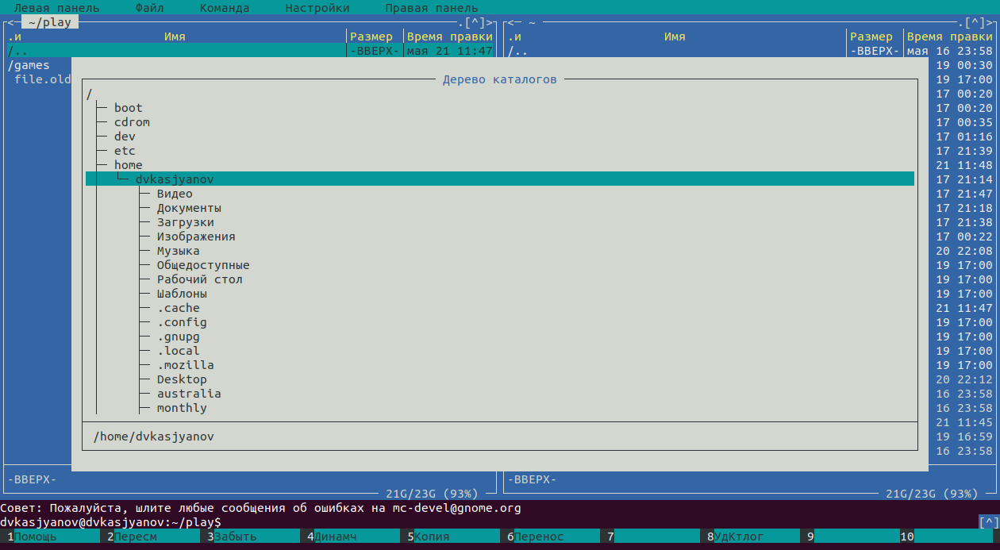 Левая панель Файл Команда Настройки Правая панель
<─ ~/play .[^]> <─ ~ .[^]>
.и Имя Размер Время правки .и Имя Размер Время правки
/.. -ВВЕРХ- мая 21 11:47 /.. -ВВЕРХ- мая 16 23:58
/games 19 00:30
file.old Дерево каталогов 19 17:00
/ 17 00:20
boot 17 00:20
cdrom 17 00:35
dev 17 01:16
etc 17 21:39
home 21 11:48
dvkasjyanov 17 21:14
Видео 17 21:47
Документы 17 21:18
Загрузки 17 21:38
Изображения 17 00:22
Музыка 20 22:08
Общедоступные 19 17:00
Рабочий стол 19 17:00
Шаблоны 19 17:00
.cache 21 11:47
.config 19 17:00
.gnupg 19 17:00
.local 19 17:00
.mozilla 19 17:00
Desktop 20 22:12
australia 16 23:58
monthly 16 23:58
21 11:45
/home/dvkasjyanov 19 16:59
16 23:58
-ВВЕРХ- -ВВЕРХ-
21G/23G (93%) 21G/23G (93%)
Совет: Пожалуйста, шлите любые сообщения об ошибках на mc-devel@gnome.org
dvkasjyanov@dvkasjyanov:~/play$ [^]
1Помощь 2Пересм 3Забыть 4Динамч 5Копия 6Перенос 7 8УдКтлог 9 10